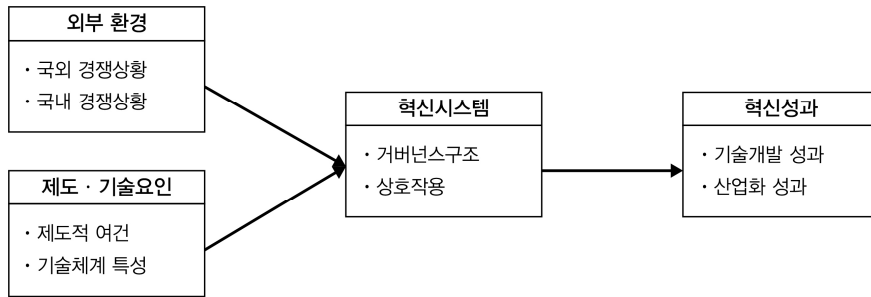 외부 환경
· 국외 경쟁상황
· 국내 경쟁상황
제도 · 기술요인
· 제도적 여건
· 기술체계 특성
혁신시스템
· 거버넌스구조
· 상호작용
혁신성과
· 기술개발 성과
· 산업화 성과